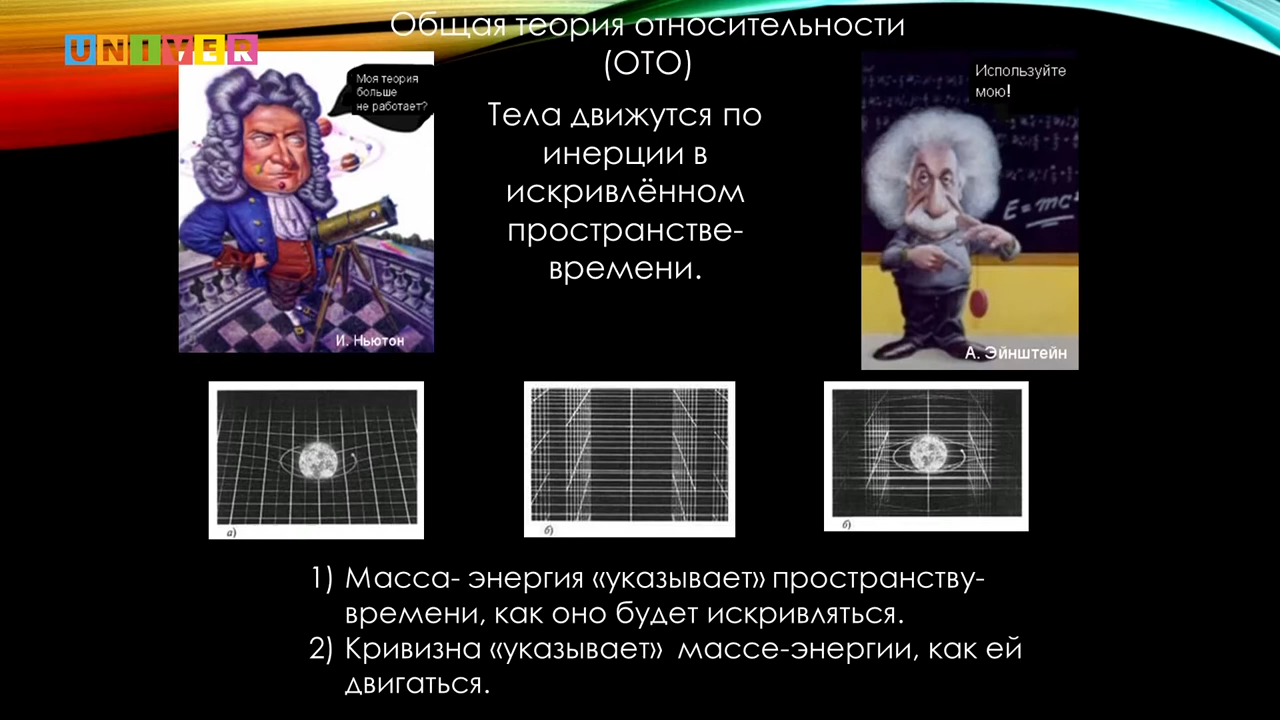 Общая теория относительности
(ОТО)
UNIVER
Моя теория
больше
не работает?
Используйте
мою!
Тела движутся по
инерции в
искривлённом
пространстве-
времени.
E=mc²
И. Ньютон
А. Эйнштейн
а)
б)
б)
1) Масса- энергия «указывает» пространству-
времени, как оно будет искривляться.
2) Кривизна «указывает» массе-энергии, как ей
двигаться.